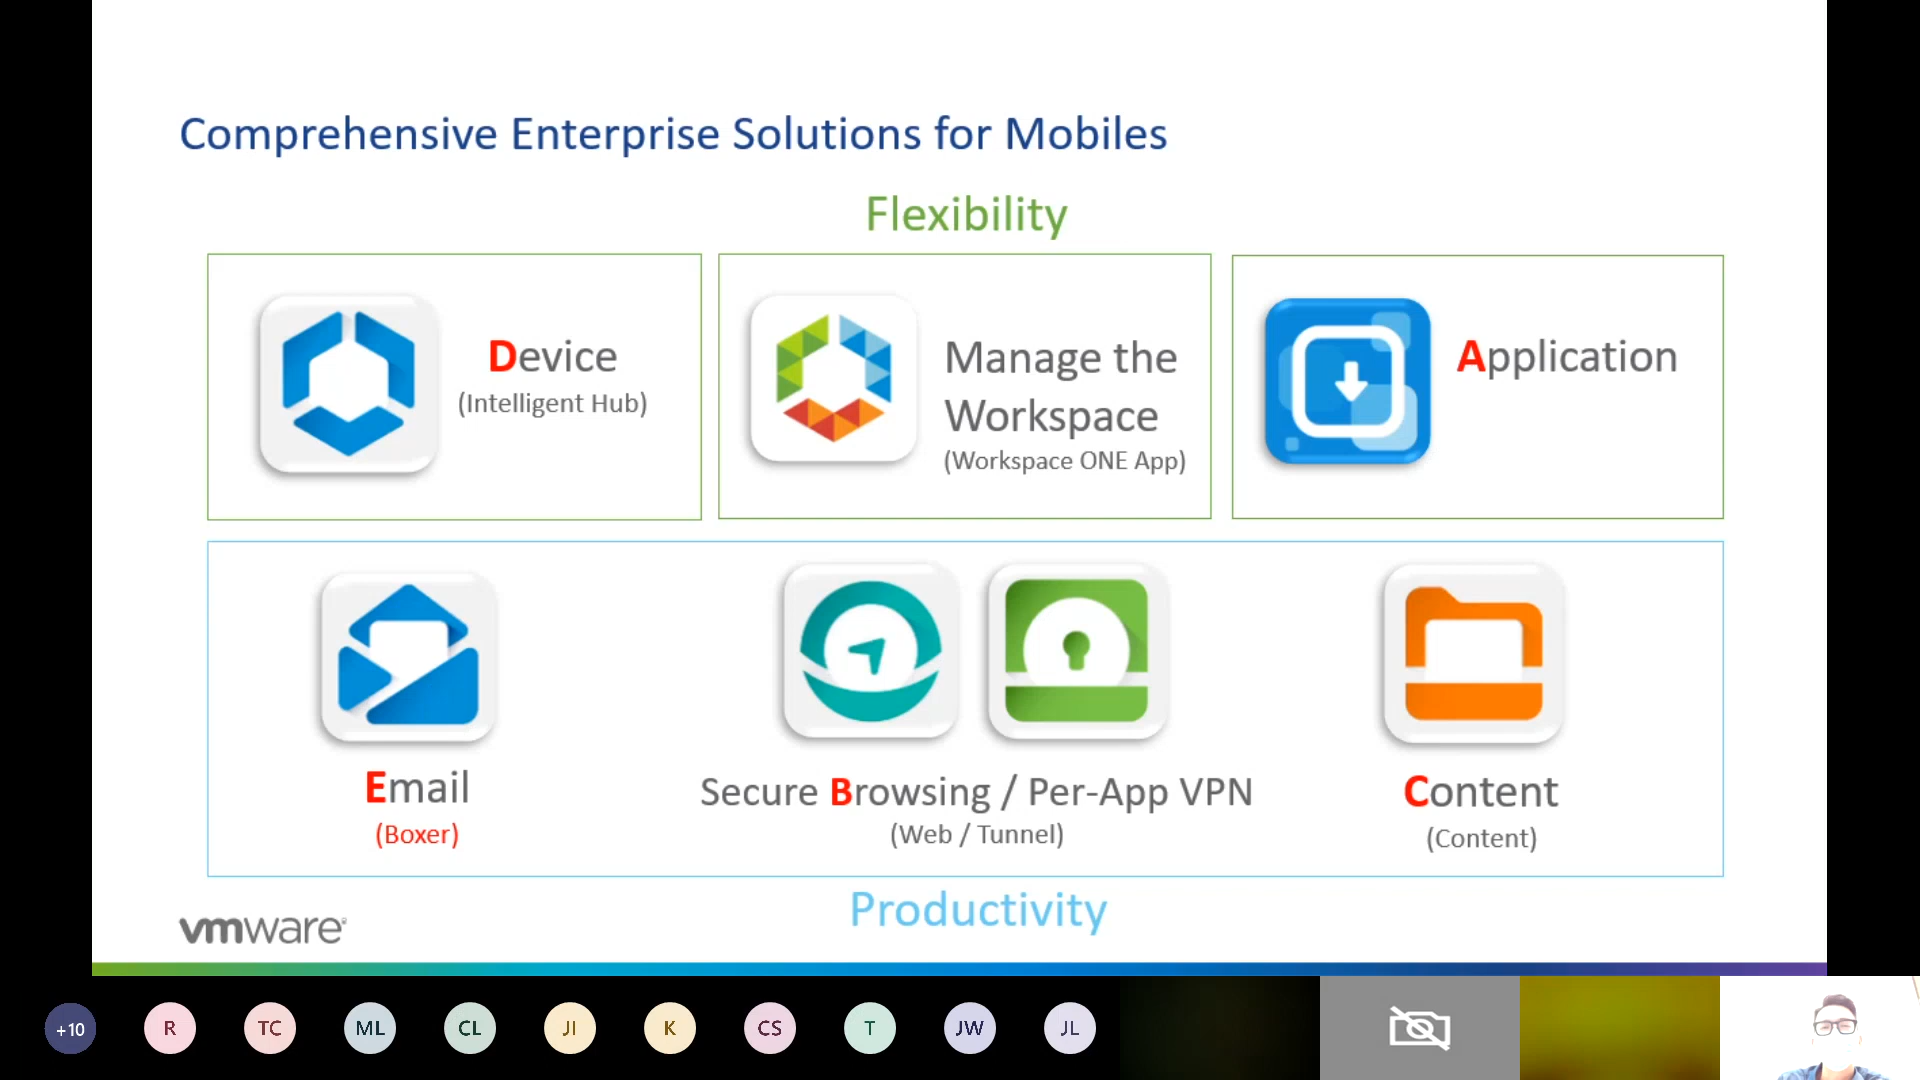 Comprehensive Enterprise Solutions for Mobiles
Flexibility
Device
(Intelligent Hub)
Manage the
Workspace
(Workspace ONE App)
Application
Email
(Boxer)
Secure Browsing / Per-App VPN
(Web / Tunnel)
Content
(Content)
Productivity
vmware®
+10
R
TC
ML
CL
JI
K
CS
T
JW
JL